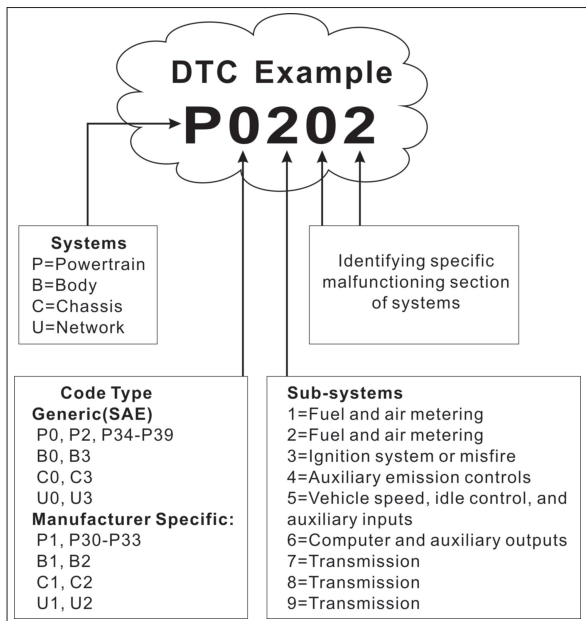 DTC Example
P0202
Systems
P=Powertrain
B=Body
C=Chassis
U=Network
Identifying specific
malfunctioning section
of systems
Code Type
Generic(SAE)
P0, P2, P34-P39
B0, B3
C0, C3
U0, U3
Manufacturer Specific:
P1, P30-P33
B1, B2
C1, C2
U1, U2
Sub-systems
1=Fuel and air metering
2=Fuel and air metering
3=Ignition system or misfire
4=Auxiliary emission controls
5=Vehicle speed, idle control, and
auxiliary inputs
6=Computer and auxiliary outputs
7=Transmission
8=Transmission
9=Transmission